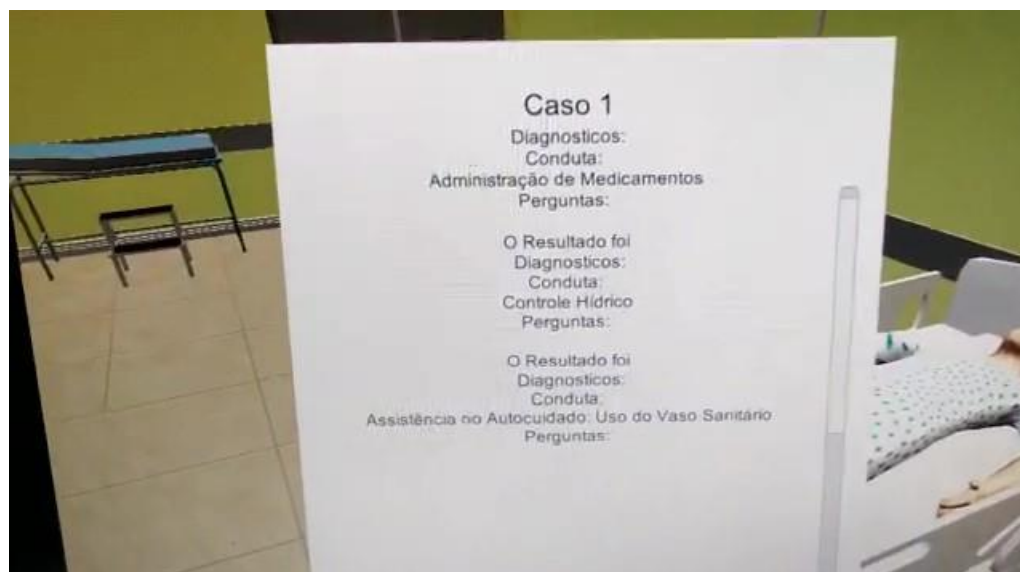 Caso 1
Diagnosticos:
Conduta:
Administração de Medicamentos
Perguntas:
O Resultado foi
Diagnosticos:
Conduta:
Controle Hídrico
Perguntas:
O Resultado foi
Diagnosticos:
Conduta:
Assistência no Autocuidado: Uso do Vaso Sanitário
Perguntas: